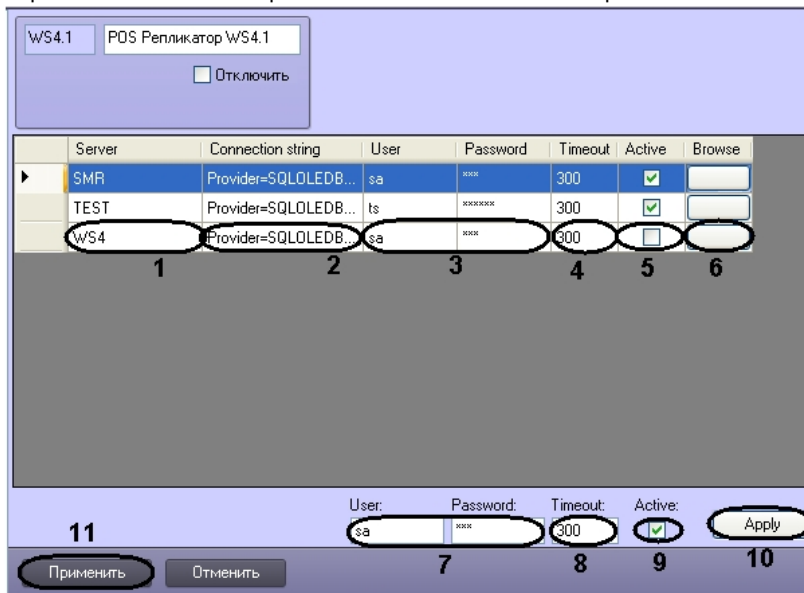 WS4.1 POS Репликатор WS4.1
Отключить
Server Connection string User Password Timeout Active Browse
SMR Provider=SQLOLEDB... sa *** 300
TEST Provider=SQLOLEDB... ts ****** 300
WS4 Provider=SQLOLEDB... sa *** 300
1 2 3 4 5 6
User: Password: Timeout: Active:
sa *** 300 Apply
11 7 8 9 10
Применить Отменить